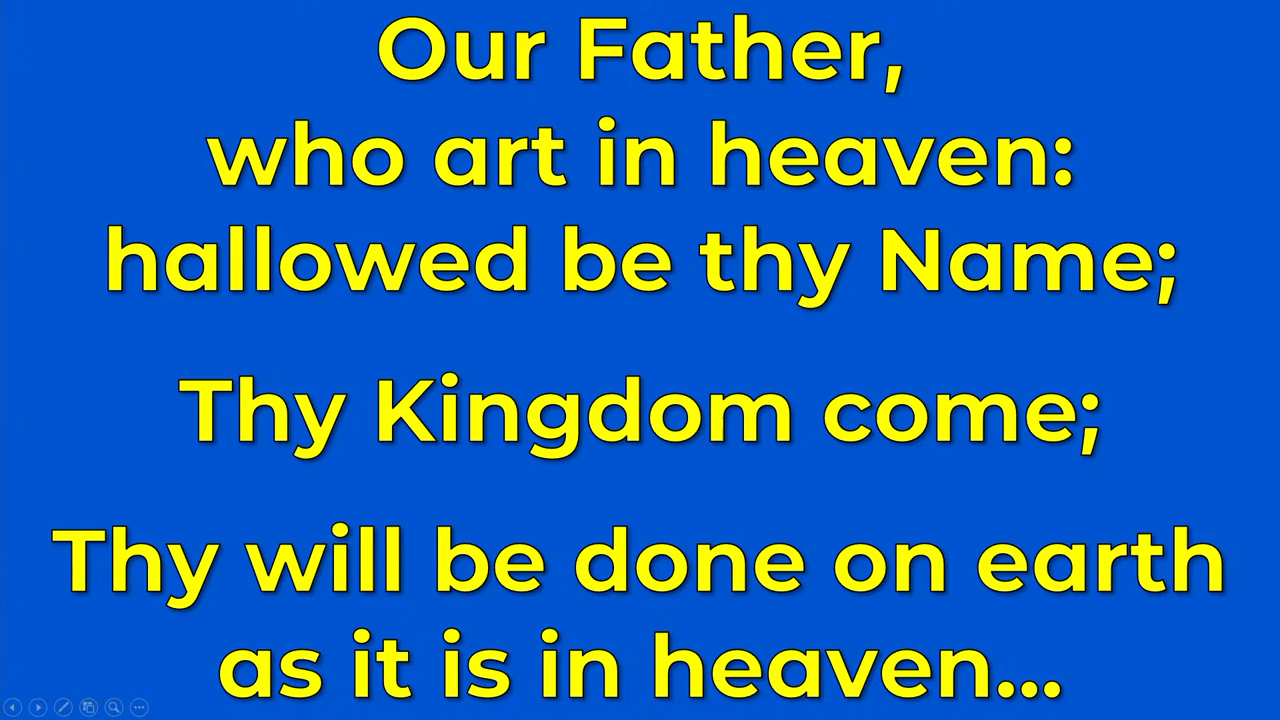 Our Father,
who art in heaven:
hallowed be thy Name;
Thy Kingdom come;
Thy will be done on earth
as it is in heaven...